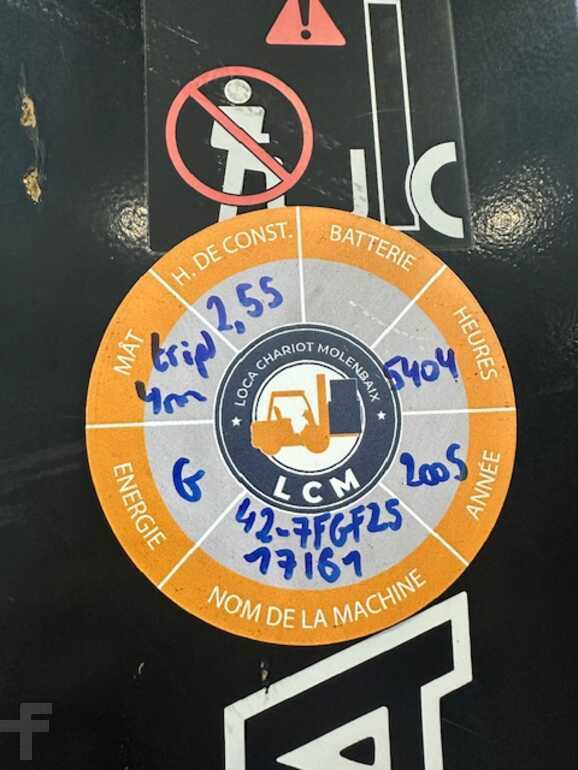 H. DE CONST.
2,55
BATTERIE
HEURES
5404
ANNÉE
2005
NOM DE LA MACHINE
42-7FGF25
17161
ENERGIE
G
MÂT
tripl
4m
LOCA CHARIOT MOLENBAIX
LCM